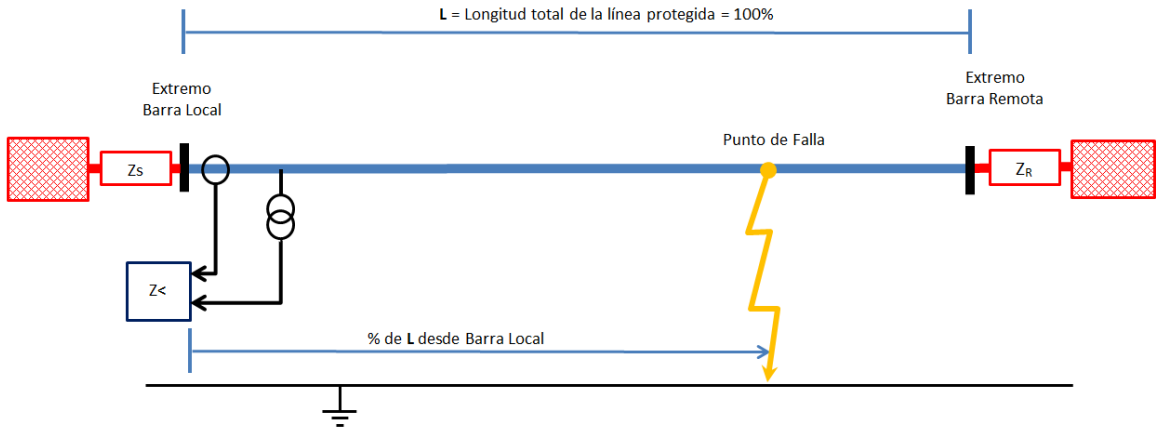 L = Longitud total de la línea protegida = 100%
Extremo
Barra Local
Extremo
Barra Remota
Punto de Falla
Zs
ZR
Z<
% de L desde Barra Local